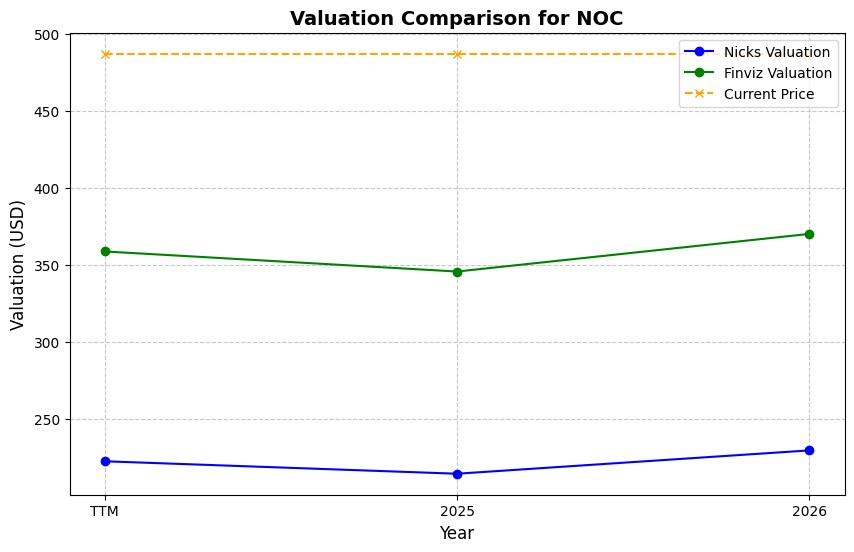 Valuation Comparison for NOC
Valuation (USD)
500
450
400
350
300
250
Nicks Valuation
Finviz Valuation
Current Price
TTM
2025
2026
Year